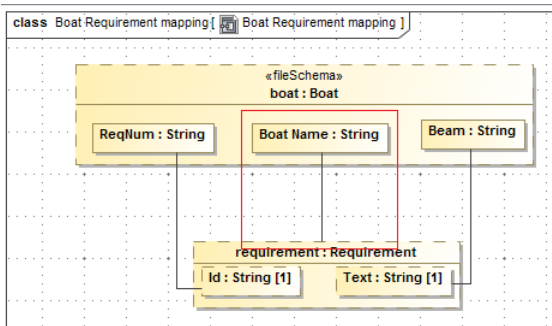 class Boat Requirement mapping [ Boat Requirement mapping ]
«fileSchema»
boat : Boat
ReqNum : String
Boat Name : String
Beam : String
requirement : Requirement
Id : String [1]
Text : String [1]